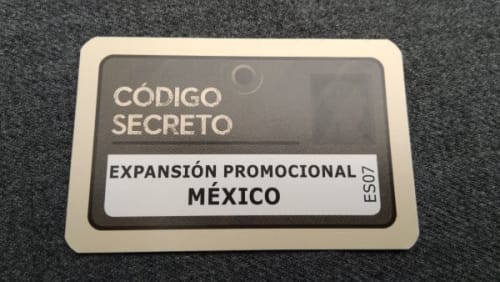 CÓDIGO
SECRETO
EXPANSIÓN PROMOCIONAL
MÉXICO
ES07